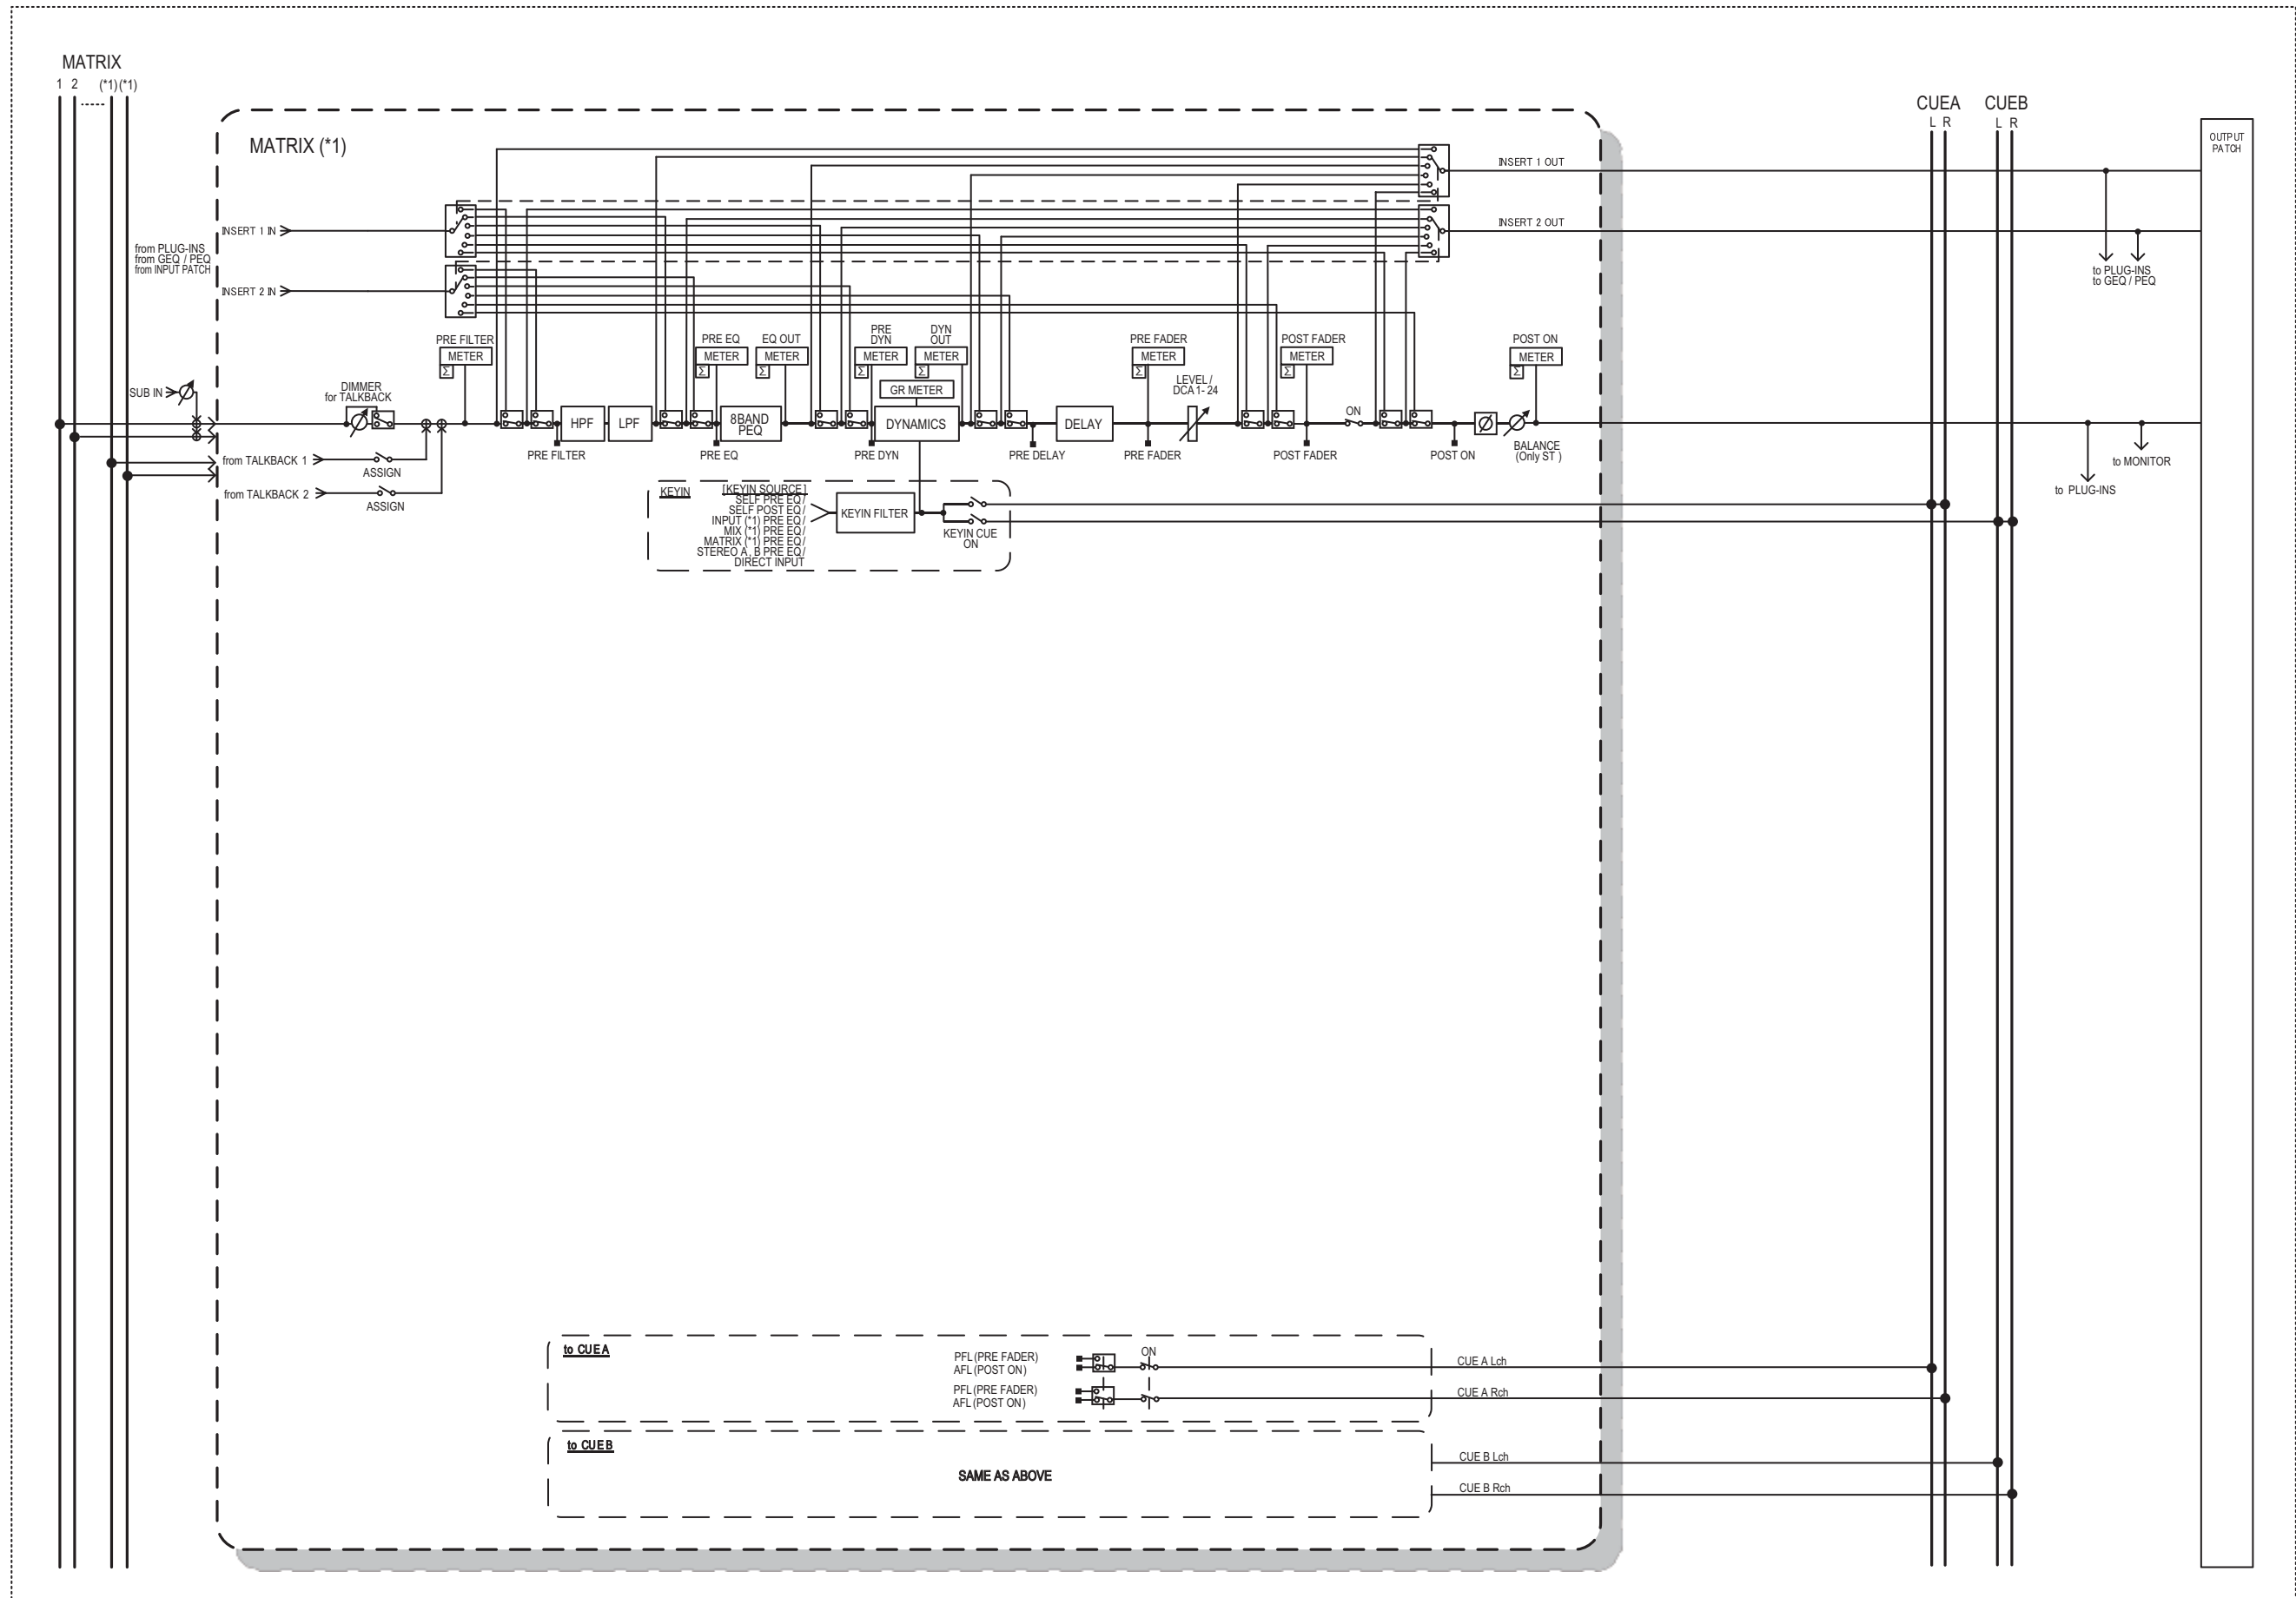 MATRIX
1 2 (*1) (*1)
CUEA CUEB
L R L R
OUTPUT
PATCH
MATRIX (*1)
INSERT 1 OUT
INSERT 2 OUT
INSERT 1 IN
from PLUG-INS
from GEQ / PEQ
from INPUT PATCH
INSERT 2 IN
to PLUG-INS
to GEQ / PEQ
PRE FILTER
METER
Σ
PRE EQ
METER
Σ
EQ OUT
METER
Σ
PRE
DYN
METER
Σ
DYN
OUT
METER
Σ
GR METER
PRE FADER
METER
Σ
LEVEL /
DCA 1- 24
POST FADER
METER
Σ
POST ON
METER
Σ
SUB IN
DIMMER
for TALKBACK
HPF
LPF
8BAND
PEQ
DYNAMICS
DELAY
ON
Ø
BALANCE
(Only ST )
PRE FILTER
PRE EQ
PRE DYN
PRE DELAY
PRE FADER
POST FADER
POST ON
from TALKBACK 1
ASSIGN
from TALKBACK 2
ASSIGN
to MONITOR
to PLUG-INS
KEYIN
[KEYIN SOURCE]
SELF PRE EQ /
SELF POST EQ /
INPUT (*1) PRE EQ /
MIX (*1) PRE EQ /
MATRIX (*1) PRE EQ /
STEREO A , B PRE EQ /
DIRECT INPUT
KEYIN FILTER
KEYIN CUE
ON
to CUE A
PFL (PRE FADER)
AFL (POST ON)
ON
PFL (PRE FADER)
AFL (POST ON)
CUE A Lch
CUE A Rch
to CUE B
SAME AS ABOVE
CUE B Lch
CUE B Rch